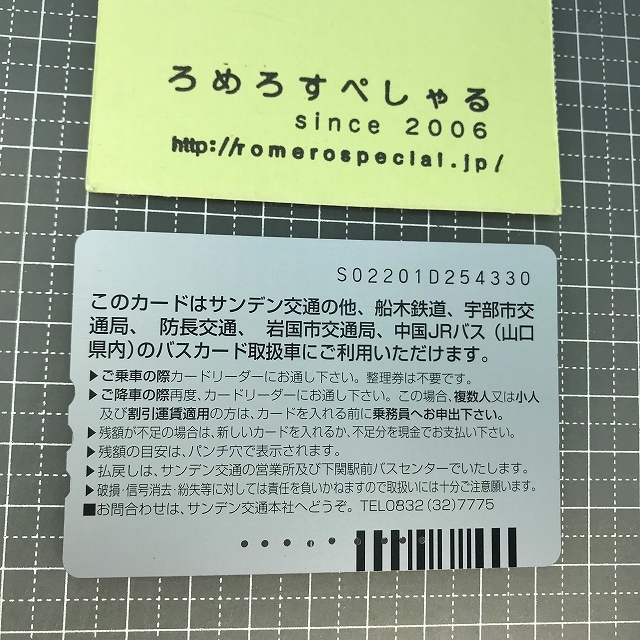 ろめろすぺしゃる
since 2006
http://romerospecial.jp/
S02201D254330
このカードはサンデン交通の他、船木鉄道、宇部市交
通局、 防長交通、 岩国市交通局、中国JRバス（山口
県内）のバスカード取扱車にご利用いただけます。
▶ご乗車の際カードリーダーにお通し下さい。整理券は不要です。
▶ご降車の際再度、カードリーダーにお通し下さい。この場合、複数人又は小人
及び割引運賃適用の方は、カードを入れる前に乗務員へお申出下さい。
▶残額が不足の場合は、新しいカードを入れるか、不足分を現金でお支払い下さい。
▶残額の目安は、パンチ穴で表示されます。
▶払戻しは、サンデン交通の営業所及び下関駅前バスセンターでいたします。
▶破損・信号消去・紛失等に対しては責任を負いかねますので取扱いには十分ご注意願います。
■お問合わせは、サンデン交通本社へどうぞ。TEL0832（32）7775